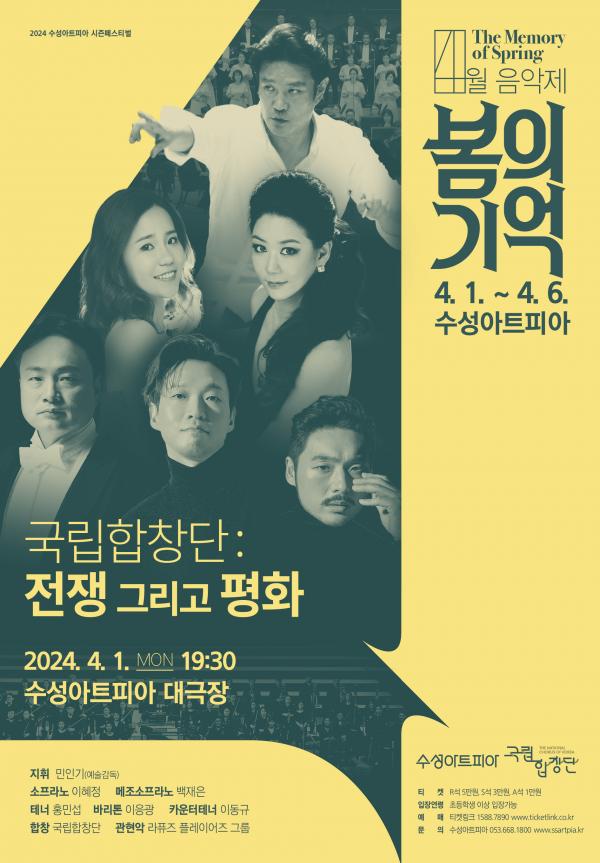 2024 수성아트피아 시즌페스티벌
The Memory
of Spring
4월 음악제
봄의
기억
4. 1. ~ 4. 6.
수성아트피아
국립합창단 :
전쟁 그리고 평화
2024. 4. 1. MON 19:30
수성아트피아 대극장
지휘 민인기(예술감독)
소프라노 이혜정 메조소프라노 백재은
테너 홍민섭 바리톤 이응광 카운터테너 이동규
합창 국립합창단 관현악 라퓨즈 플레이어즈 그룹
수성아트피아 국립합창단 THE NATIONAL
CHORUS OF KOREA
티 켓 R석 5만원, S석 3만원, A석 1만원
입장연령 초등학생 이상 입장가능
예 매 티켓링크 1588.7890 www.ticketlink.co.kr
문 의 수성아트피아 053.668.1800 www.ssartpia.kr